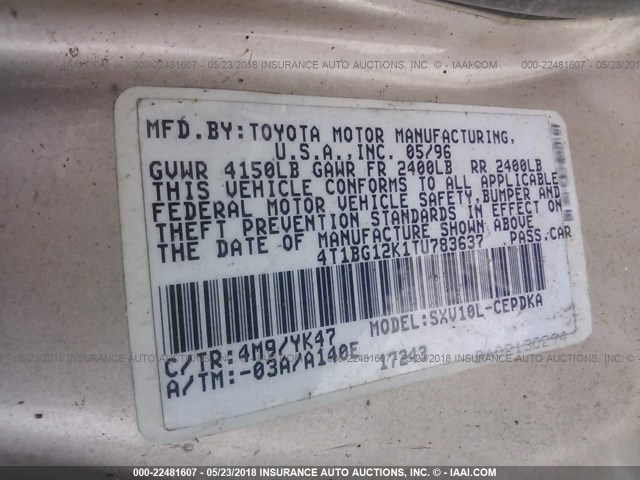 000-22481607 - 05/23/2018 INSURANCE AUTO AUCTIONS, INC. © - IAAI.COM
000-22481607 - 05/23/2018
MFD.BY:TOYOTA MOTOR MANUFACTURING,
U.S.A.,INC. 05/96
GVWR 4150LB GAWR FR 2400LB RR 2400LB
THIS VEHICLE CONFORMS TO ALL APPLICABLE
FEDERAL MOTOR VEHICLE SAFETY,BUMPER AND
THEFT PREVENTION STANDARDS IN EFFECT ON
THE DATE OF MANUFACTURE SHOWN ABOVE
4T1BG12K1TU783637 PASS.CAR
MODEL:SXV10L-CEPDKA
C/TR:4M9/YK47
A/TM:-03A/A140E 17243
000-22481607 - 05/23/2018 INSURANCE AUTO AUCTIONS, INC. © - IAAI.COM